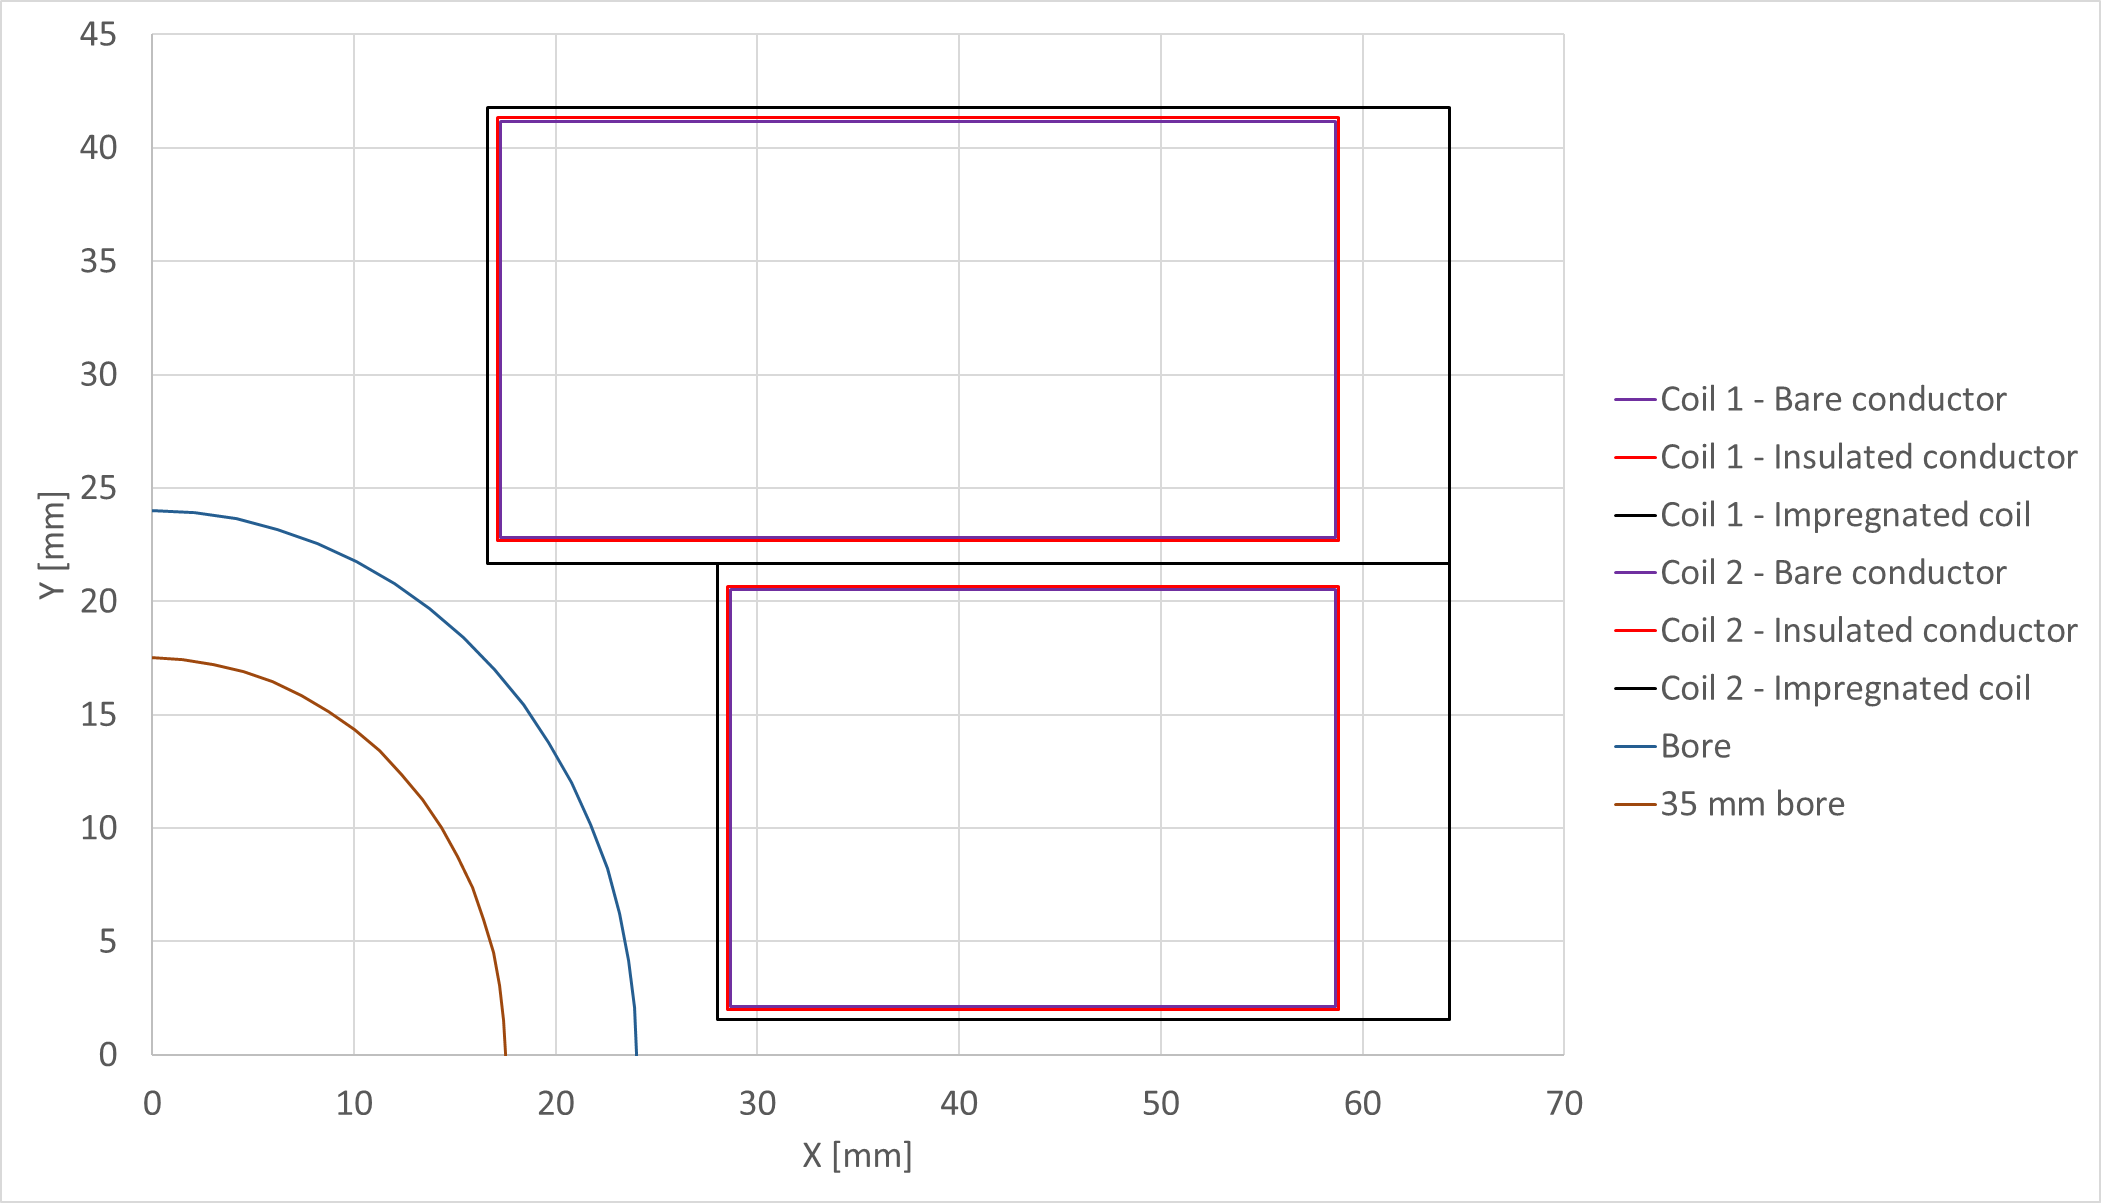 45
40
35
30
25
20
15
10
5
0
Y [mm]
0 10 20 30 40 50 60 70
X [mm]
Coil 1 - Bare conductor
Coil 1 - Insulated conductor
Coil 1 - Impregnated coil
Coil 2 - Bare conductor
Coil 2 - Insulated conductor
Coil 2 - Impregnated coil
Bore
35 mm bore